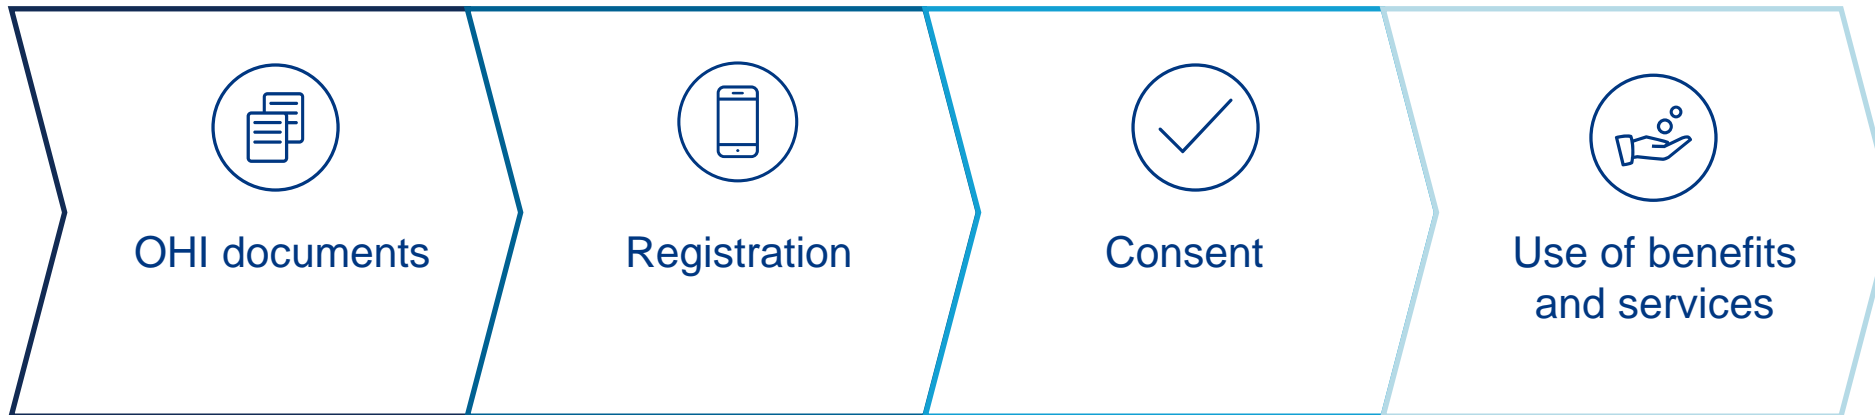 OHI documents
Registration
Consent
Use of benefits
and services